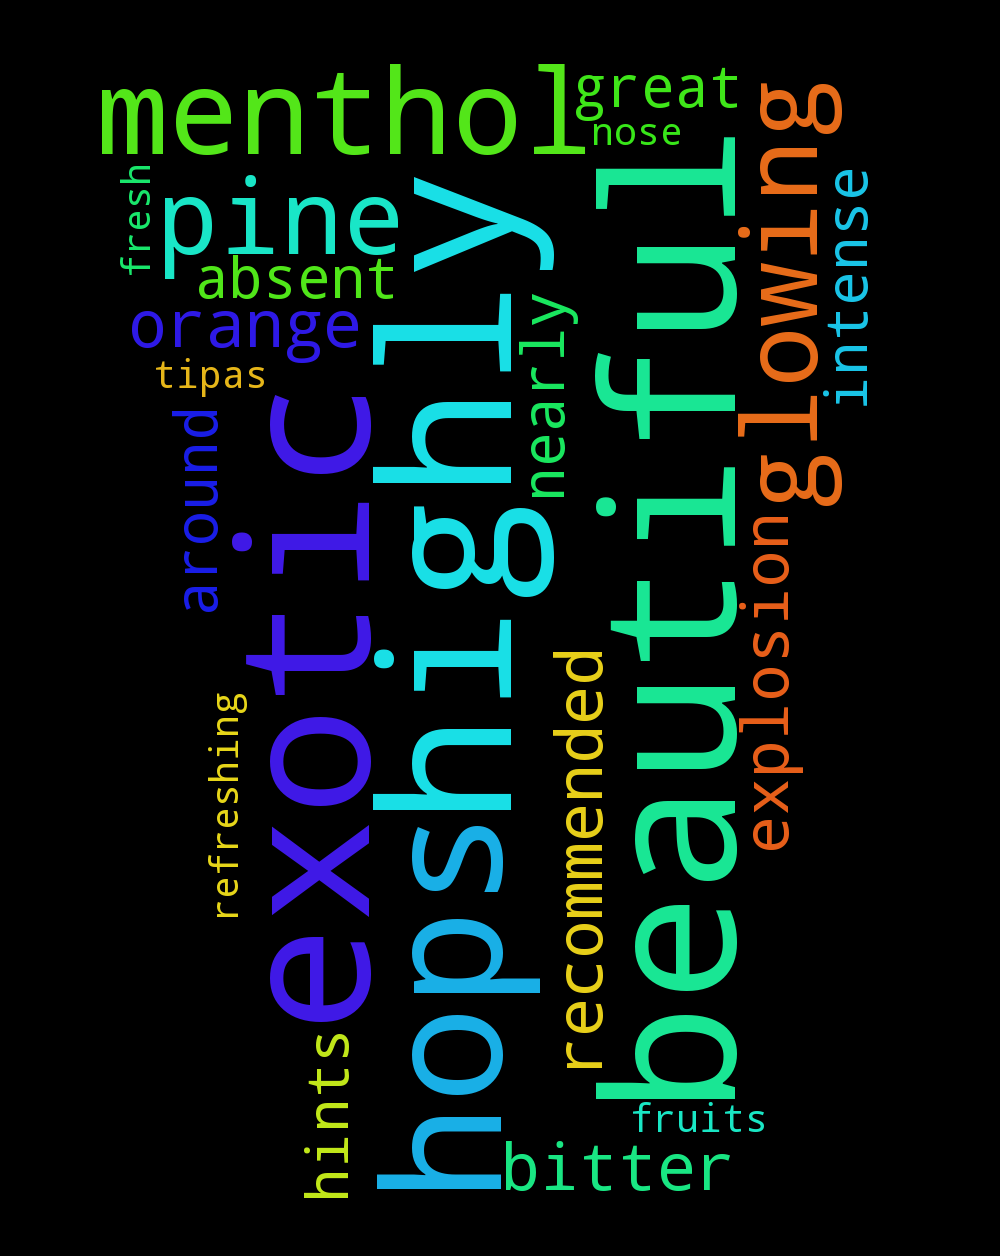 menthol
great
nose
glowing
fresh
pine
highly
beautiful
intense
absent
orange
nearly
tipas
exotic
around
explosion
recommended
refreshing
hops
hints
fruits
bitter